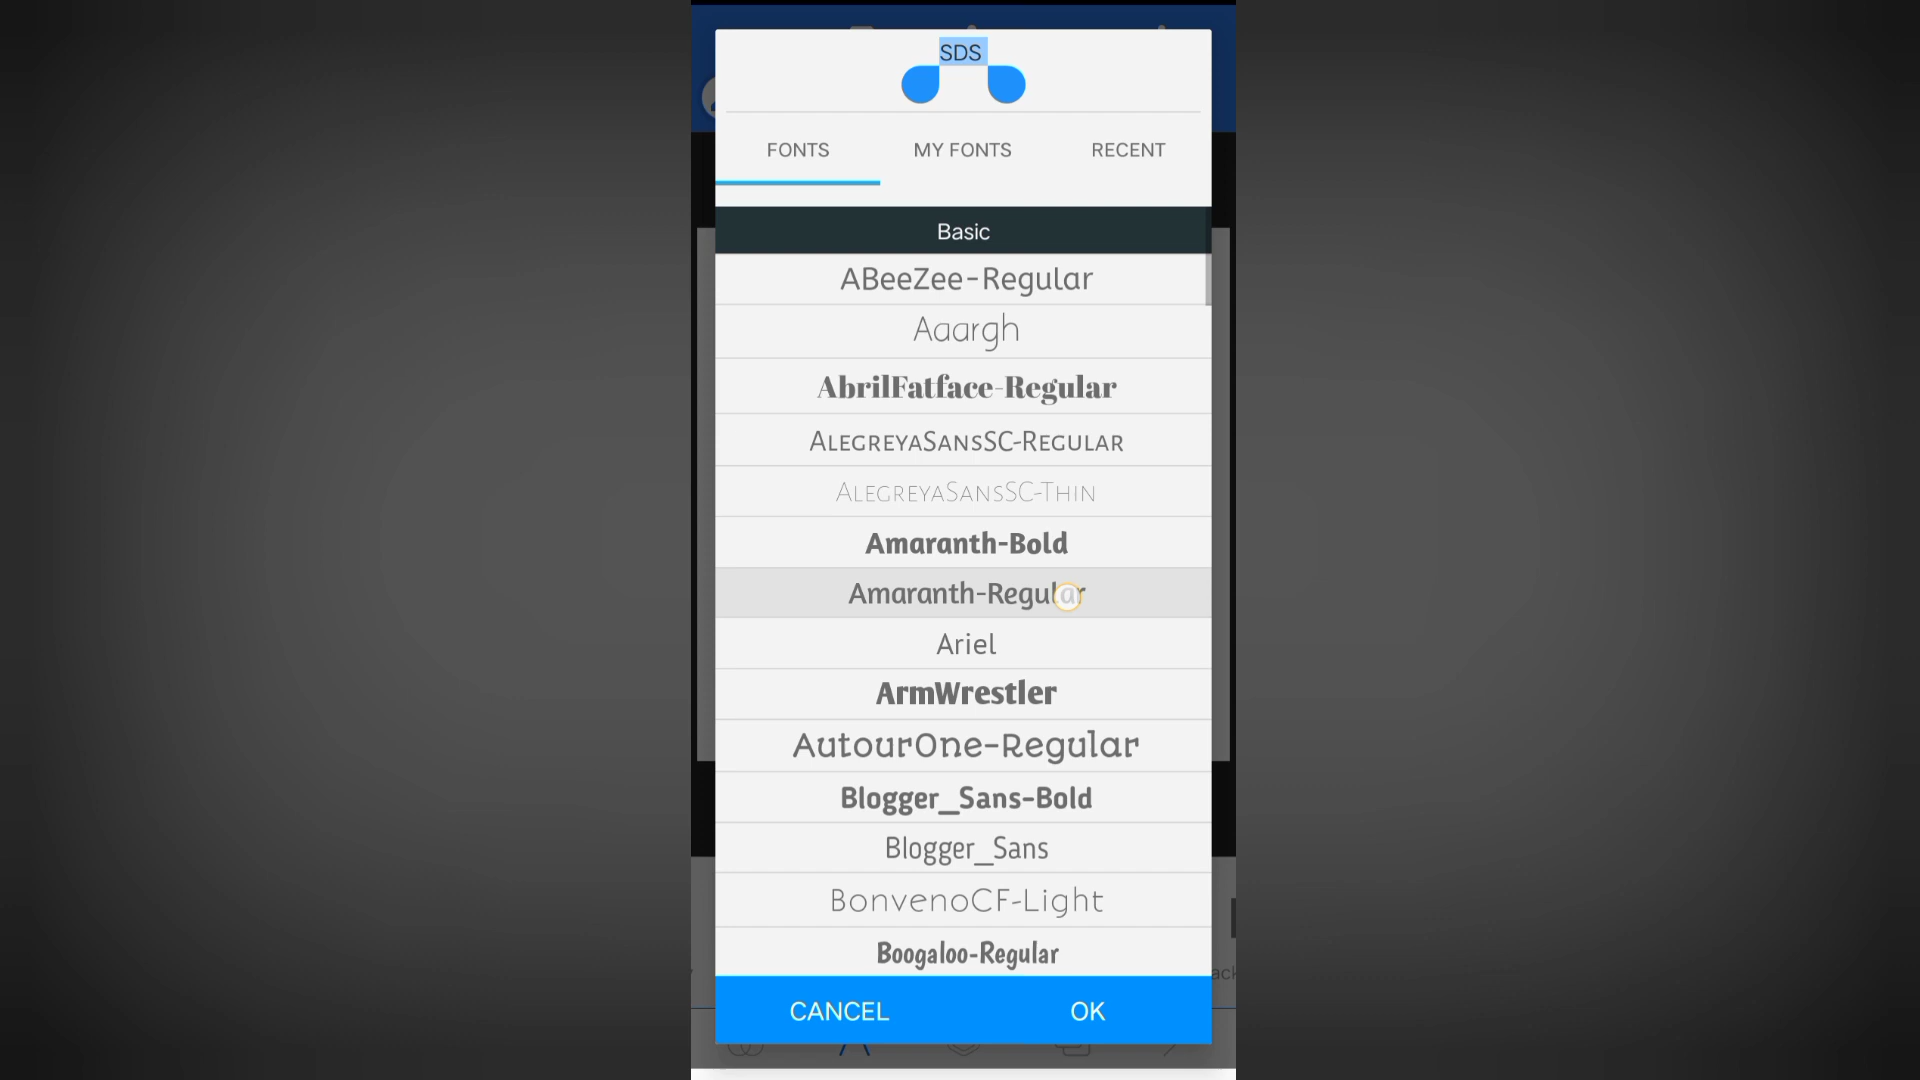 SDS
FONTS MY FONTS RECENT
Basic
ABeeZee-Regular
Aaargh
AbrilFatface-Regular
AlegreyaSansSC-Regular
AlegreyaSansSC-Thin
Amaranth-Bold
Amaranth-Regular
Ariel
ArmWrestler
AutourOne-Regular
Blogger_Sans-Bold
Blogger_Sans
BonvenoCF-Light
Boogaloo-Regular
CANCEL OK